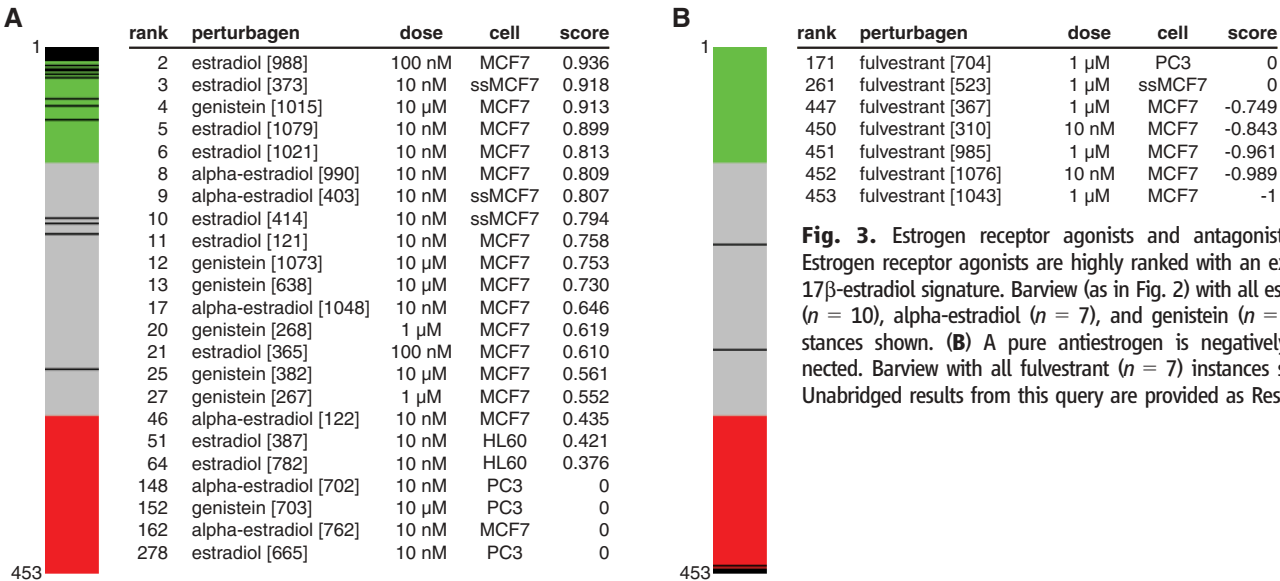 A
1
453
rank perturbagen dose cell score
2 estradiol [988] 100 nM MCF7 0.936
3 estradiol [373] 10 nM ssMCF7 0.918
4 genistein [1015] 10 µM MCF7 0.913
5 estradiol [1079] 10 nM MCF7 0.899
6 estradiol [1021] 10 nM MCF7 0.813
8 alpha-estradiol [990] 10 nM MCF7 0.809
9 alpha-estradiol [403] 10 nM ssMCF7 0.807
10 estradiol [414] 10 nM ssMCF7 0.794
11 estradiol [121] 10 nM MCF7 0.758
12 genistein [1073] 10 µM MCF7 0.753
13 genistein [638] 10 µM MCF7 0.730
17 alpha-estradiol [1048] 10 nM MCF7 0.646
20 genistein [268] 1 µM MCF7 0.619
21 estradiol [365] 100 nM MCF7 0.610
25 genistein [382] 10 µM MCF7 0.561
27 genistein [267] 1 µM MCF7 0.552
46 alpha-estradiol [122] 10 nM MCF7 0.435
51 estradiol [387] 10 nM HL60 0.421
64 estradiol [782] 10 nM HL60 0.376
148 alpha-estradiol [702] 10 nM PC3 0
152 genistein [703] 10 µM PC3 0
162 alpha-estradiol [762] 10 nM MCF7 0
278 estradiol [665] 10 nM PC3 0
B
1
453
rank perturbagen dose cell score
171 fulvestrant [704] 1 µM PC3 0
261 fulvestrant [523] 1 µM ssMCF7 0
447 fulvestrant [367] 1 µM MCF7 -0.749
450 fulvestrant [310] 10 nM MCF7 -0.843
451 fulvestrant [985] 1 µM MCF7 -0.961
452 fulvestrant [1076] 10 nM MCF7 -0.989
453 fulvestrant [1043] 1 µM MCF7 -1
Fig. 3. Estrogen receptor agonists and antagonist
Estrogen receptor agonists are highly ranked with an e
17β-estradiol signature. Barview (as in Fig. 2) with all es
(n = 10), alpha-estradiol (n = 7), and genistein (n =
stances shown. (B) A pure antiestrogen is negatively
nected. Barview with all fulvestrant (n = 7) instances s
Unabridged results from this query are provided as Res